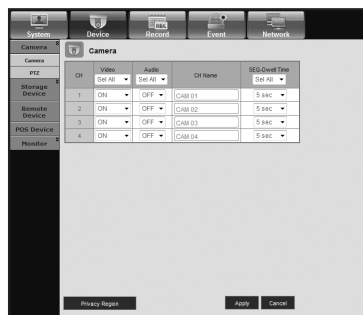 System Device Record Event Network
REC
Camera
Camera
PTZ
Storage
Device
Remote
Device
POS Device
Monitor
Camera
CH Video Audio CH Name SEQ-Dwell Time
Sel All Sel All Sel All
1 ON OFF CAM 01 5 sec
2 ON OFF CAM 02 5 sec
3 ON OFF CAM 03 5 sec
4 ON OFF CAM 04 5 sec
Privacy Region Apply Cancel